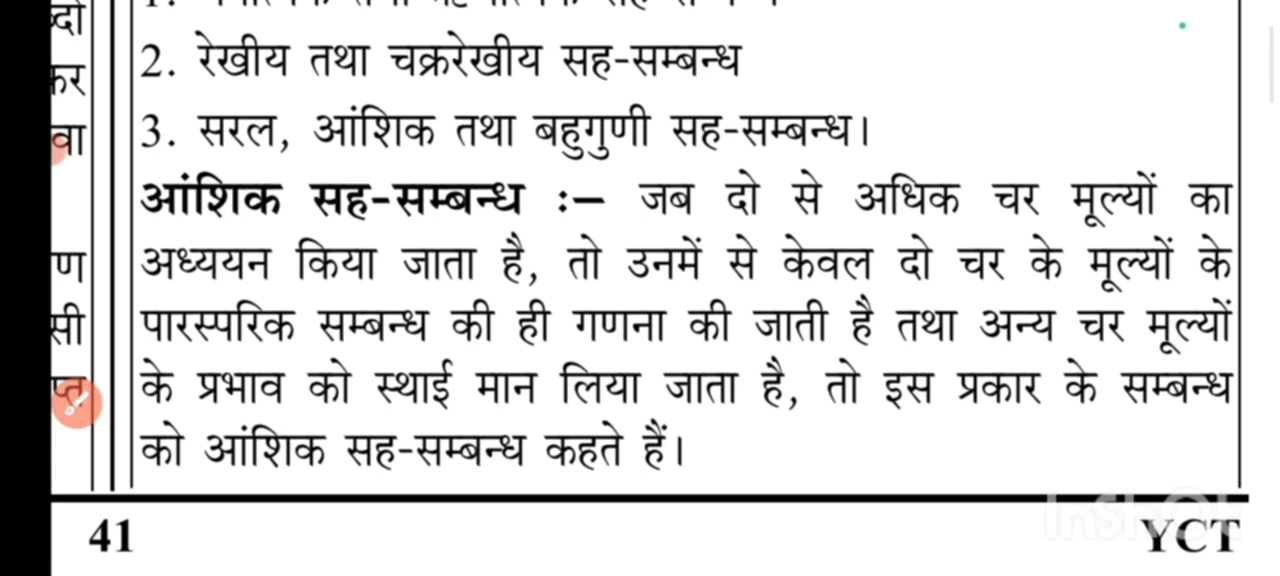 दो
2. रेखीय तथा चक्ररेखीय सह-सम्बन्ध
कर
3. सरल, आंशिक तथा बहुगुणी सह-सम्बन्ध।
वा
आंशिक सह-सम्बन्ध :– जब दो से अधिक चर मूल्यों का
अध्ययन किया जाता है, तो उनमें से केवल दो चर के मूल्यों के
ण
पारस्परिक सम्बन्ध की ही गणना की जाती है तथा अन्य चर मूल्यों
सी
के प्रभाव को स्थाई मान लिया जाता है, तो इस प्रकार के सम्बन्ध
प्त
को आंशिक सह-सम्बन्ध कहते हैं।
41
YCT
InShOt